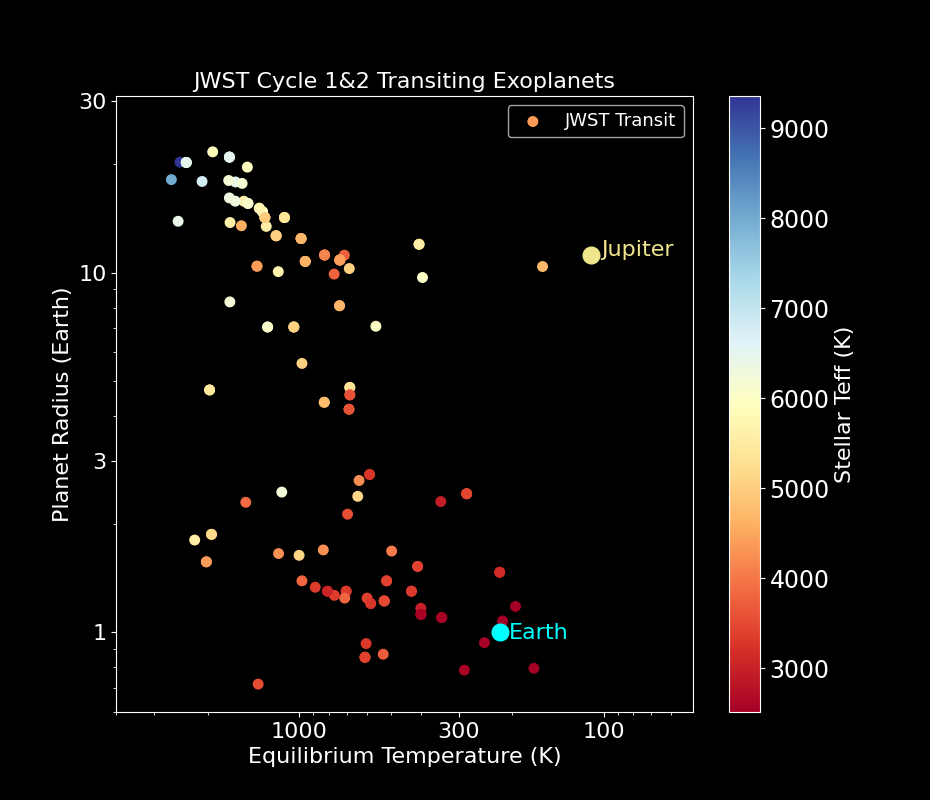 JWST Cycle 1&2 Transiting Exoplanets
30
10
3
1
Planet Radius (Earth)
JWST Transit
Jupiter
Earth
1000
300
100
Equilibrium Temperature (K)
9000
8000
7000
6000
5000
4000
3000
Stellar Teff (K)